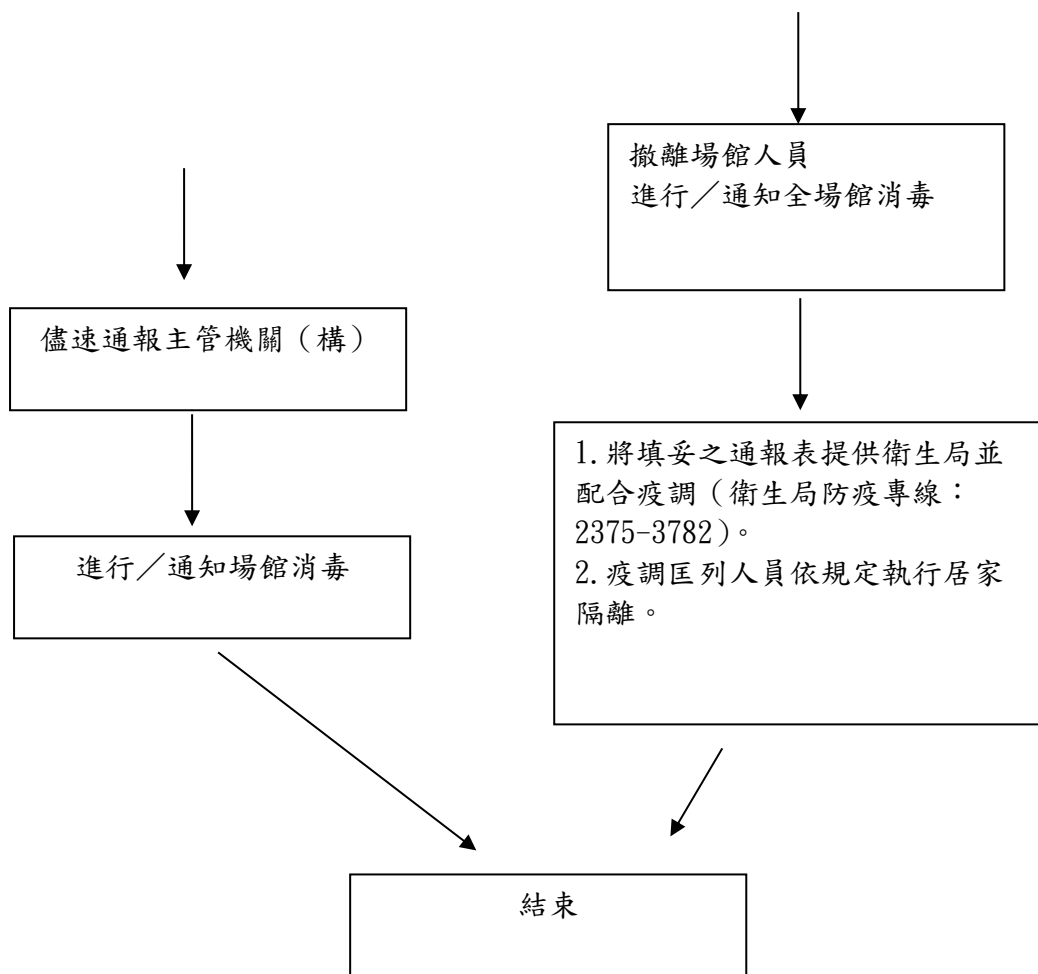 撤離場館人員
進行／通知全場館消毒
儘速通報主管機關（構）
1.將填妥之通報表提供衛生局並
配合疫調（衛生局防疫專線：
2375-3782）。
2.疫調匡列人員依規定執行居家
隔離。
進行／通知場館消毒
結束